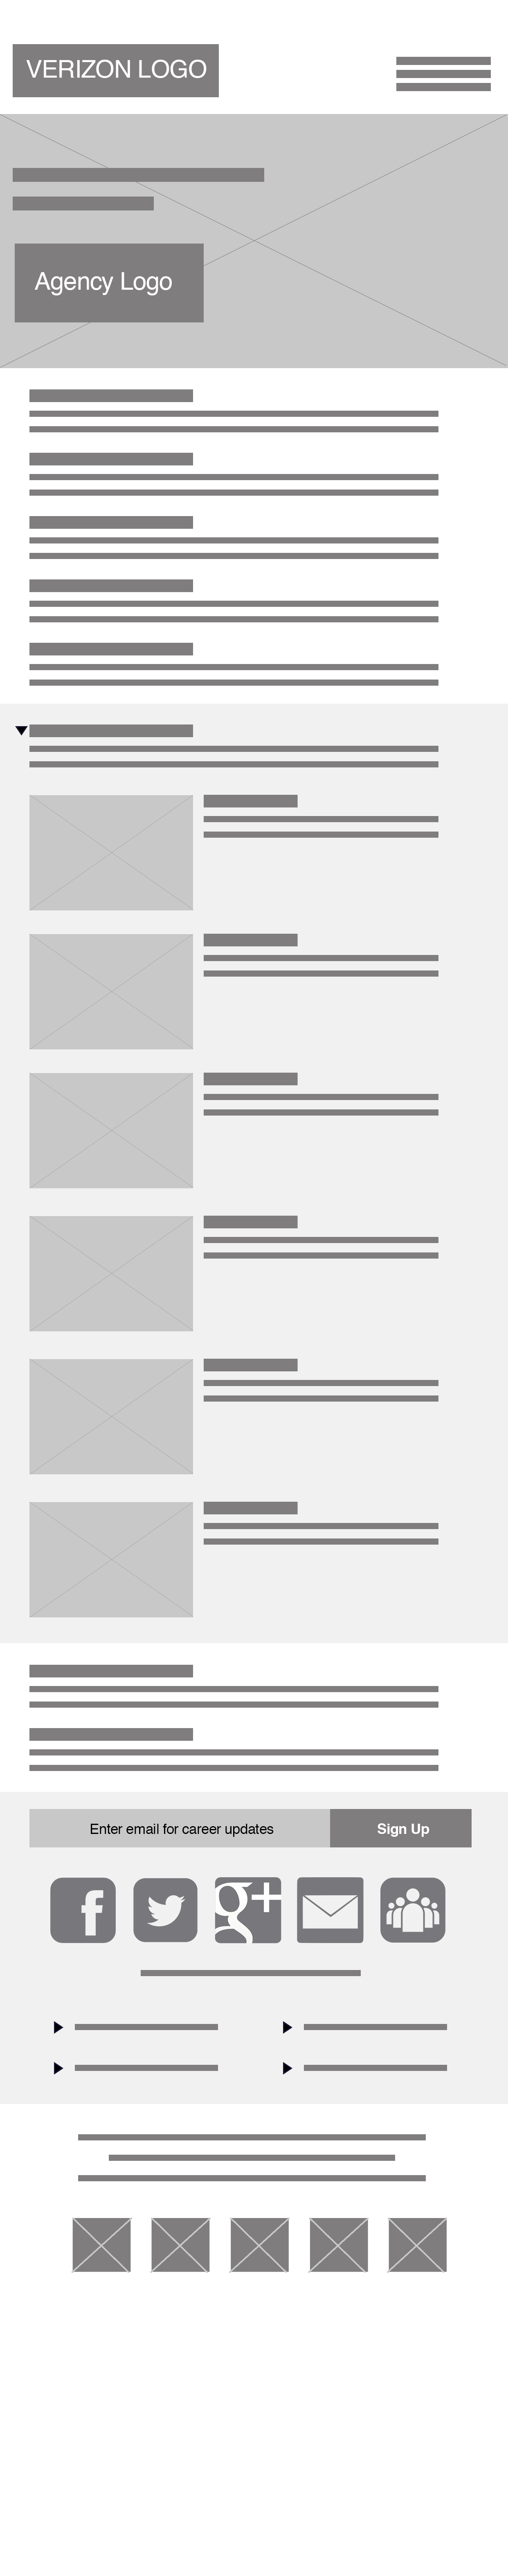 VERIZON LOGO
Agency Logo
Enter email for career updates
Sign Up
f
g+